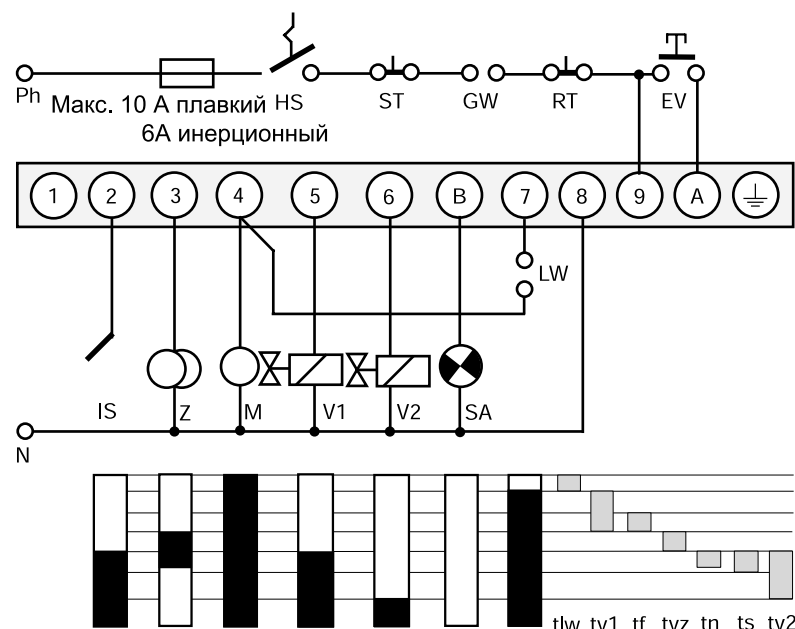 Ph
Макс. 10 А плавкий HS ST GW RT EV
6А инерционный
1 2 3 4 5 6 B 7 8 9 A
LW
IS Z M V1 V2 SA
N
tlw tv1 tf tvz tn ts tv2